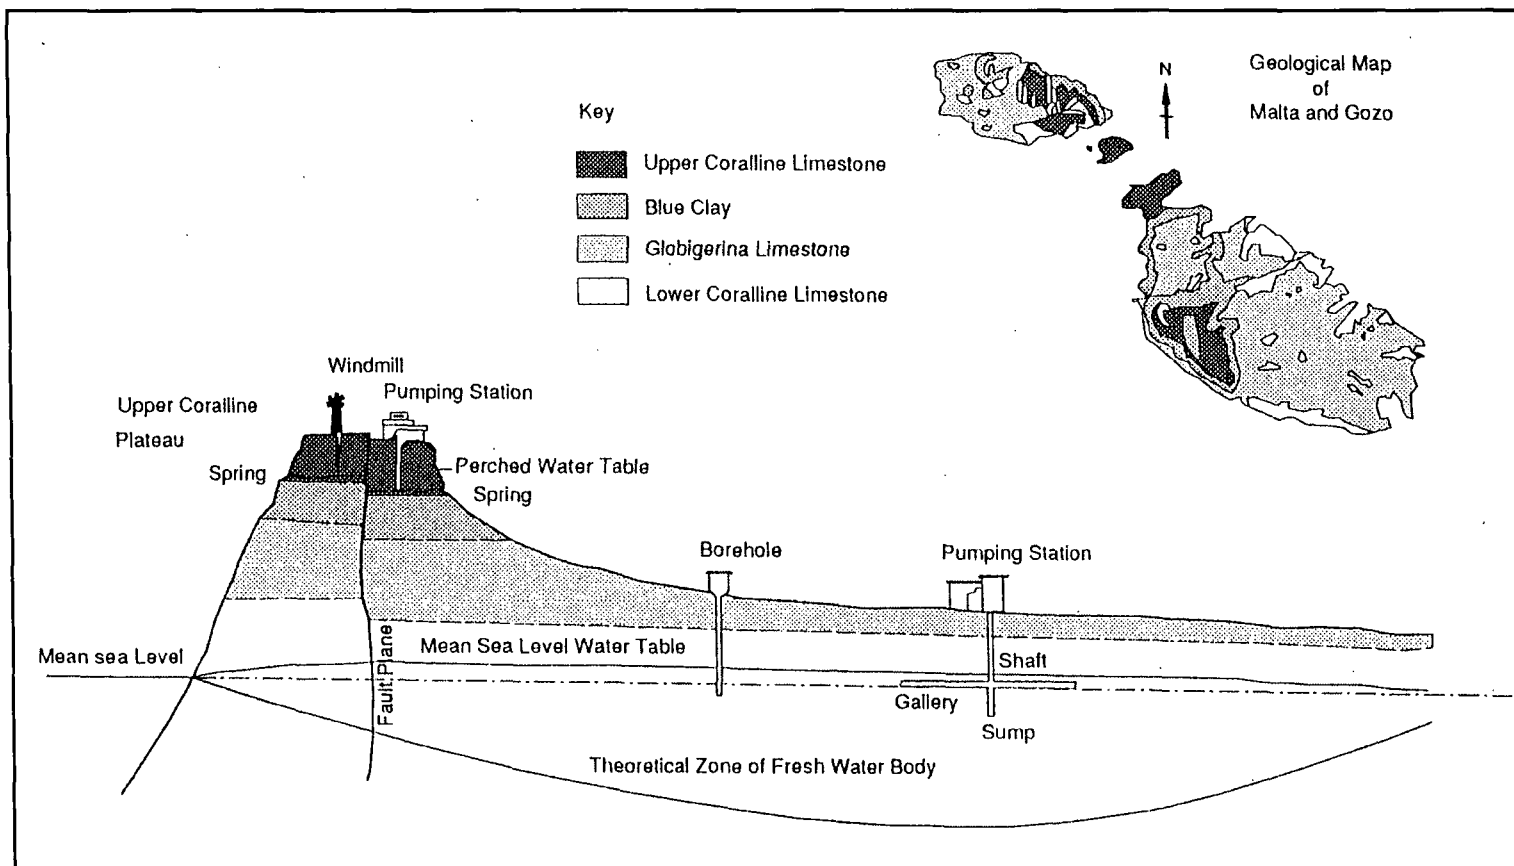 Geological Map
of
Malta and Gozo
N
Key
Upper Coralline Limestone
Blue Clay
Globigerina Limestone
Lower Coralline Limestone
Windmill
Pumping Station
Upper Coralline
Plateau
Spring
Perched Water Table
Spring
Borehole
Pumping Station
Mean sea Level
Fault Plane
Mean Sea Level Water Table
Shaft
Gallery
Sump
Theoretical Zone of Fresh Water Body